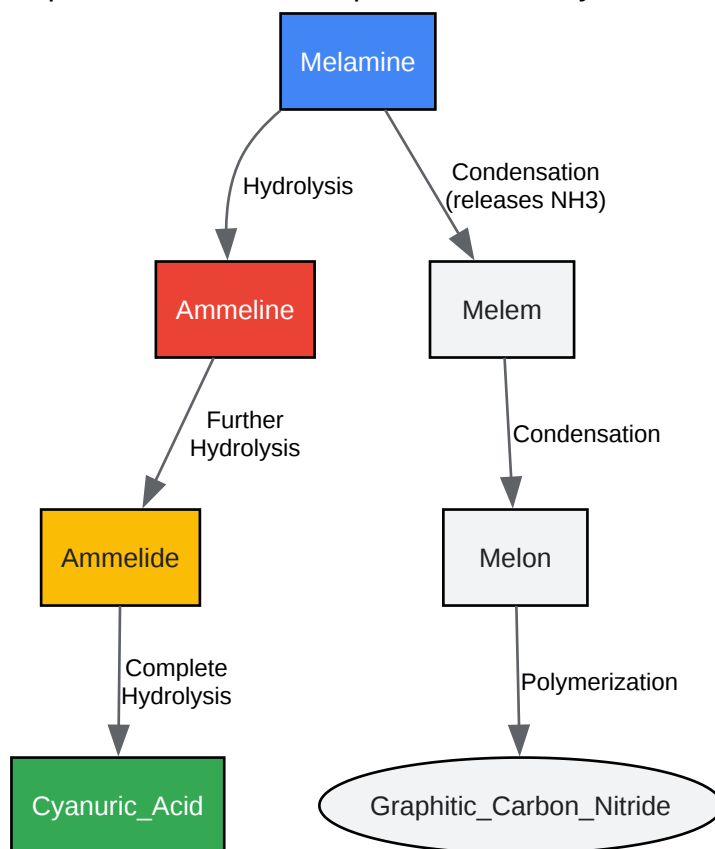 Melamine
Hydrolysis
Condensation
(releases NH3)
Ammeline
Melem
Further
Hydrolysis
Condensation
Ammelide
Melon
Complete
Hydrolysis
Polymerization
Cyanuric_Acid
Graphitic_Carbon_Nitride